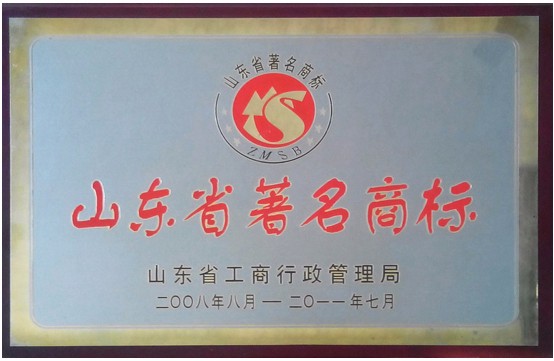 山东省著名商标
ZMSB
山东省著名商标
山东省工商行政管理局
二〇〇八年八月 — 二〇一一年七月